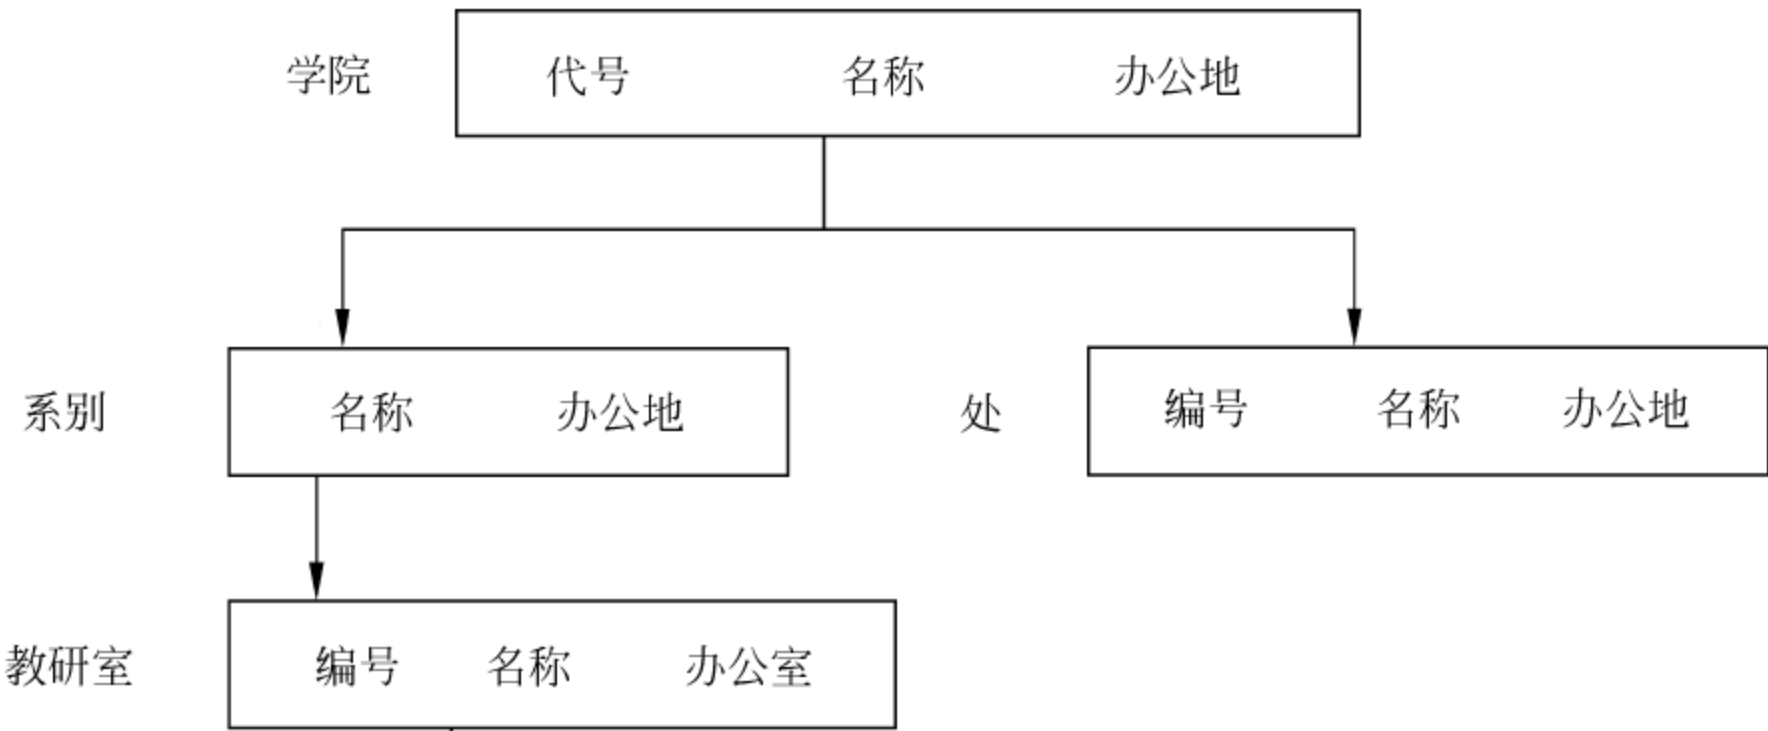 学院 代号 名称 办公地
系别 名称 办公地 处 编号 名称 办公地
教研室 编号 名称 办公室